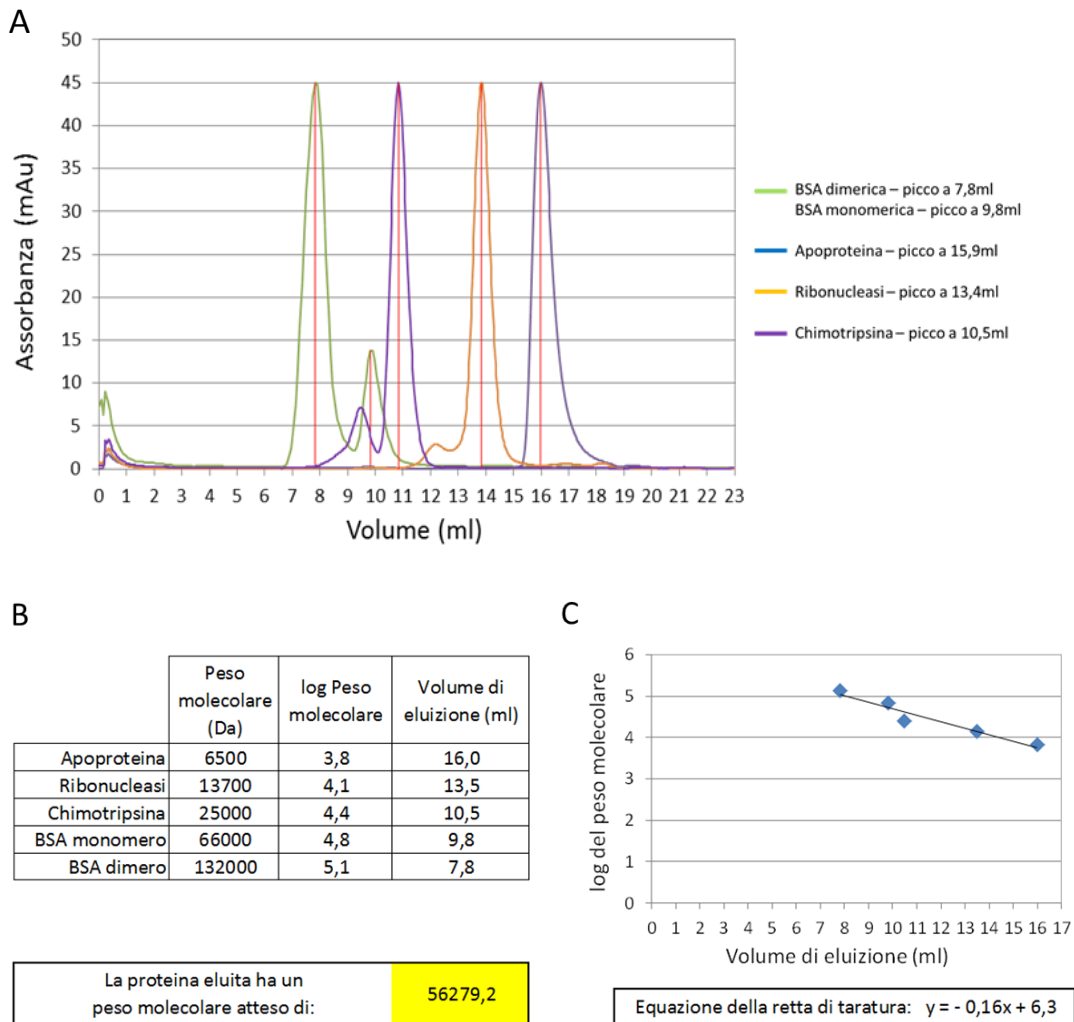 A
Assorbanza (mAu)
50
45
40
35
30
25
20
15
10
5
0
0 1 2 3 4 5 6 7 8 9 10 11 12 13 14 15 16 17 18 19 20 21 22 23
Volume (ml)
BSA dimerica – picco a 7,8ml
BSA monomerica – picco a 9,8ml
Apoproteina – picco a 15,9ml
Ribonucleasi – picco a 13,4ml
Chimotripsina – picco a 10,5ml
B
Peso molecolare (Da) log Peso molecolare Volume di eluizione (ml)
Apoproteina 6500 3,8 16,0
Ribonucleasi 13700 4,1 13,5
Chimotripsina 25000 4,4 10,5
BSA monomero 66000 4,8 9,8
BSA dimero 132000 5,1 7,8
La proteina eluita ha un
peso molecolare atteso di:
56279,2
C
log del peso molecolare
6
5
4
3
2
1
0
0 1 2 3 4 5 6 7 8 9 10 11 12 13 14 15 16 17
Volume di eluizione (ml)
Equazione della retta di taratura: y = - 0,16x + 6,3